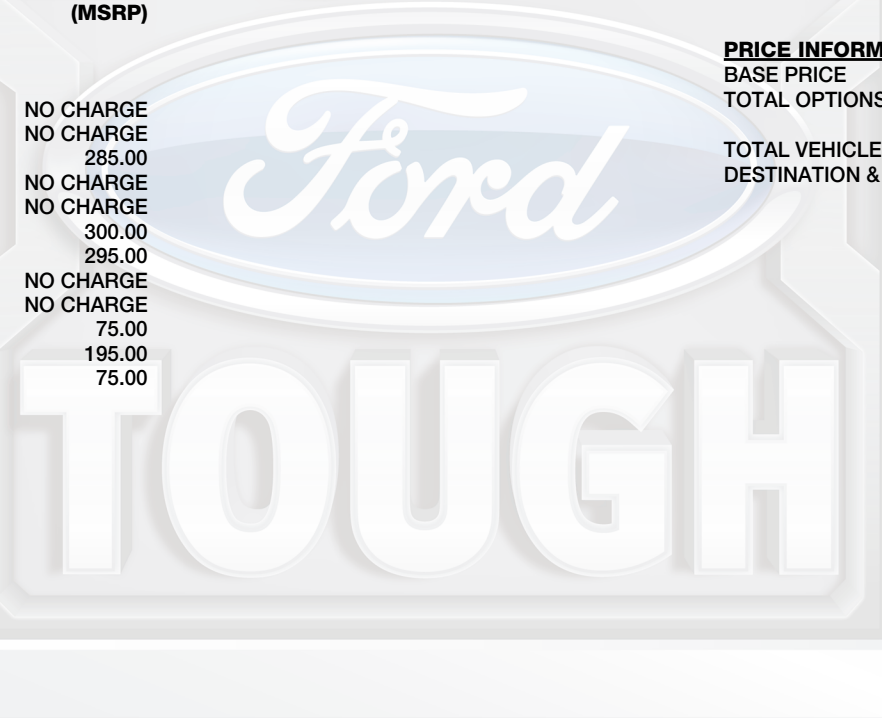 (MSRP)
NO CHARGE
NO CHARGE
285.00
NO CHARGE
NO CHARGE
300.00
295.00
NO CHARGE
NO CHARGE
75.00
195.00
75.00
PRICE INFORM
BASE PRICE
TOTAL OPTIONS
TOTAL VEHICLE
DESTINATION &
Ford
TOUGH